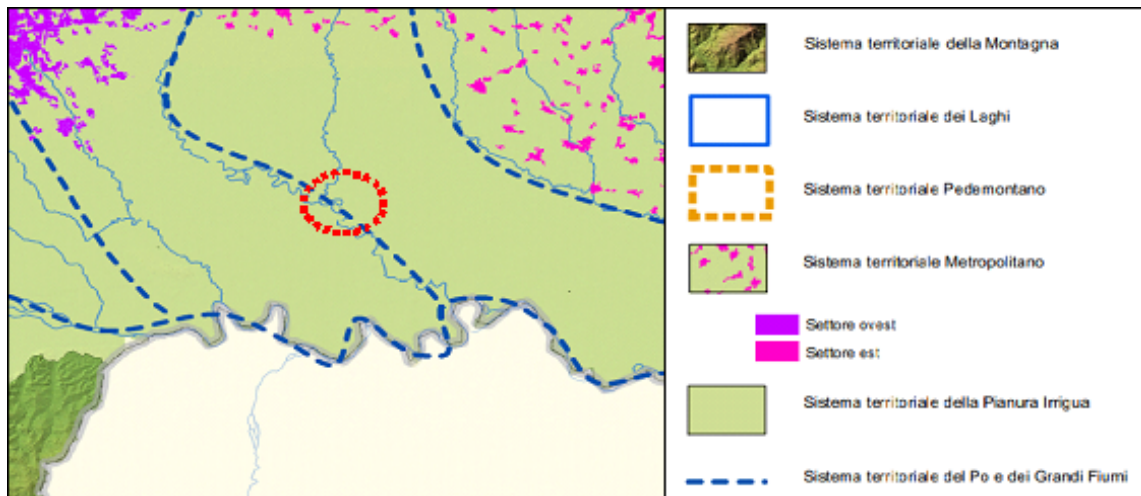 Sistema territoriale della Montagna
Sistema territoriale dei Laghi
Sistema territoriale Pedemontano
Sistema territoriale Metropolitano
Settore ovest
Settore est
Sistema territoriale della Pianura Irrigua
Sistema territoriale del Po e dei Grandi Fiumi